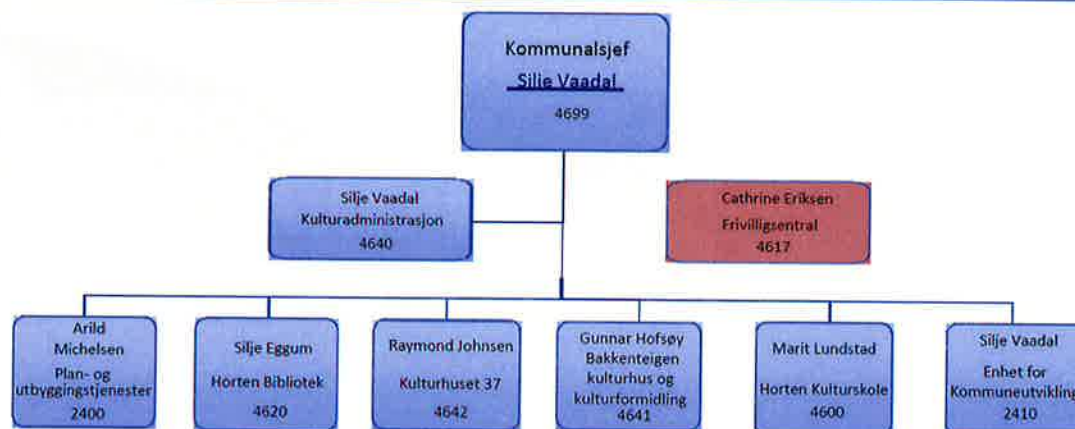 Kommunalsjef
Silje Vaadal
4699
Silje Vaadal
Kulturadministrasjon
4640
Cathrine Eriksen
Frivilligsentral
4617
Arild
Michelsen
Plan- og
utbyggingstjenester
2400
Silje Eggum
Horten Bibliotek
4620
Raymond Johnsen
Kulturhuset 37
4642
Gunnar Hofsøy
Bakkenteigen
kulturhus og
kulturformidling
4641
Marit Lundstad
Horten Kulturskole
4600
Silje Vaadal
Enhet for
Kommuneutvikling
2410